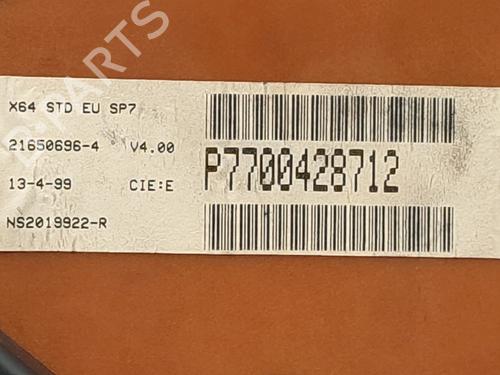 X64 STD EU SP7
21650696-4 V4.00
P7700428712
13-4-99 CIE:E
NS2019922-R